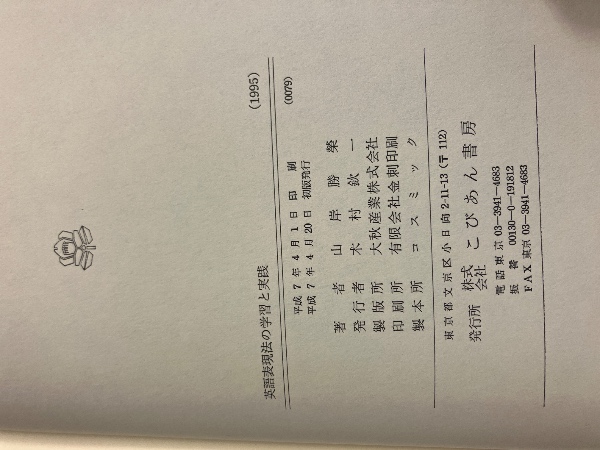 英語表現法の学習と実践 (1995)
平成 7 年 4 月 1 日 印 刷
平成 7 年 4 月 20 日 初版発行 (0079)
著 者 山 岸 勝 榮
発行者 木 村 欽 一
製版所 大秋産業株式会社
印刷所 有限会社金刺印刷
製本所 コ ス ミ ッ ク
東京都文京区小日向 2-11-13 (〒 112)
発行所 株式会社 こ び あ ん 書 房
電話 東京 03-3941-4683
振 替 00130-0-191812
FAX 東京 03-3941-4683